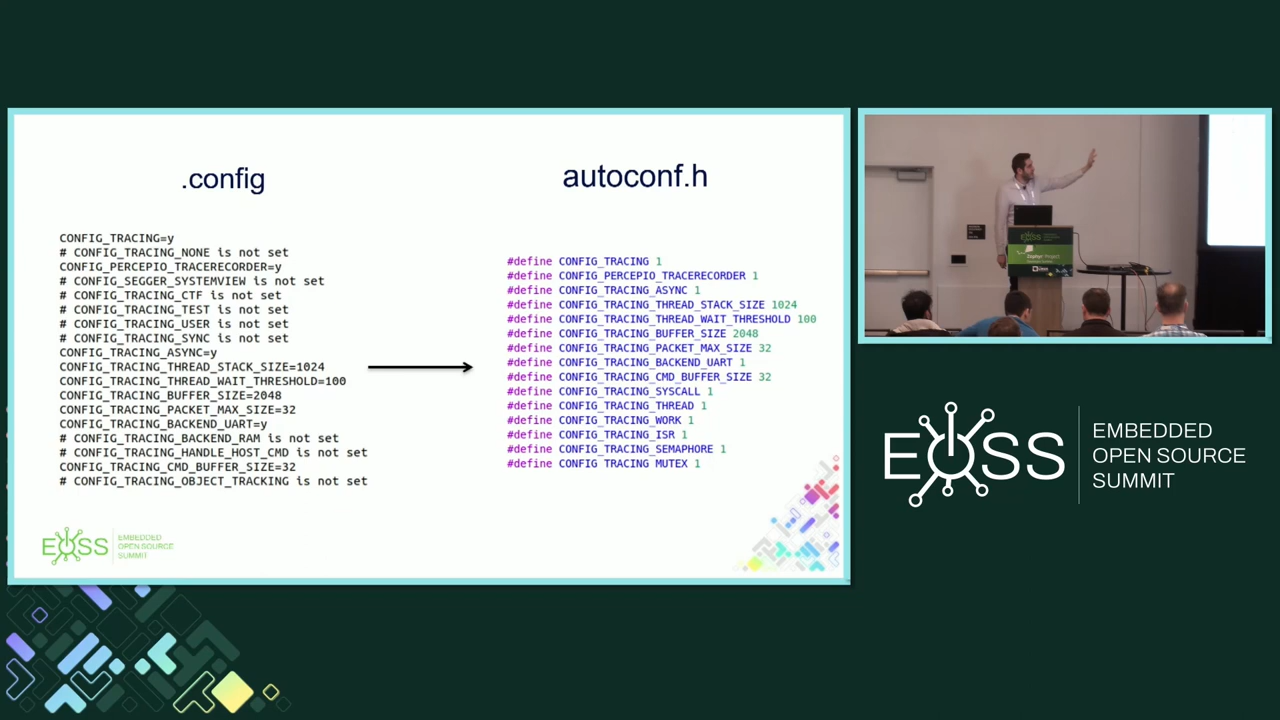 .config
CONFIG_TRACING=y
# CONFIG_TRACING_NONE is not set
CONFIG_PERCEPIO_TRACERECORDER=y
# CONFIG_SEGGER_SYSTEMVIEW is not set
# CONFIG_TRACING_CTF is not set
# CONFIG_TRACING_TEST is not set
# CONFIG_TRACING_USER is not set
# CONFIG_TRACING_SYNC is not set
CONFIG_TRACING_ASYNC=y
CONFIG_TRACING_THREAD_STACK_SIZE=1024
CONFIG_TRACING_THREAD_WAIT_THRESHOLD=100
CONFIG_TRACING_BUFFER_SIZE=2048
CONFIG_TRACING_PACKET_MAX_SIZE=32
CONFIG_TRACING_BACKEND_UART=y
# CONFIG_TRACING_BACKEND_RAM is not set
# CONFIG_TRACING_HANDLE_HOST_CMD is not set
CONFIG_TRACING_CMD_BUFFER_SIZE=32
# CONFIG_TRACING_OBJECT_TRACKING is not set
autoconf.h
#define CONFIG_TRACING 1
#define CONFIG_PERCEPIO_TRACERECORDER 1
#define CONFIG_TRACING_ASYNC 1
#define CONFIG_TRACING_THREAD_STACK_SIZE 1024
#define CONFIG_TRACING_THREAD_WAIT_THRESHOLD 100
#define CONFIG_TRACING_BUFFER_SIZE 2048
#define CONFIG_TRACING_PACKET_MAX_SIZE 32
#define CONFIG_TRACING_BACKEND_UART 1
#define CONFIG_TRACING_CMD_BUFFER_SIZE 32
#define CONFIG_TRACING_SYSCALL 1
#define CONFIG_TRACING_THREAD 1
#define CONFIG_TRACING_WORK 1
#define CONFIG_TRACING_ISR 1
#define CONFIG_TRACING_SEMAPHORE 1
#define CONFIG_TRACING_MUTEX 1
EOSS
EMBEDDED
OPEN SOURCE
SUMMIT
EOSS
Zephyr Project
EOSS
EMBEDDED
OPEN SOURCE
SUMMIT